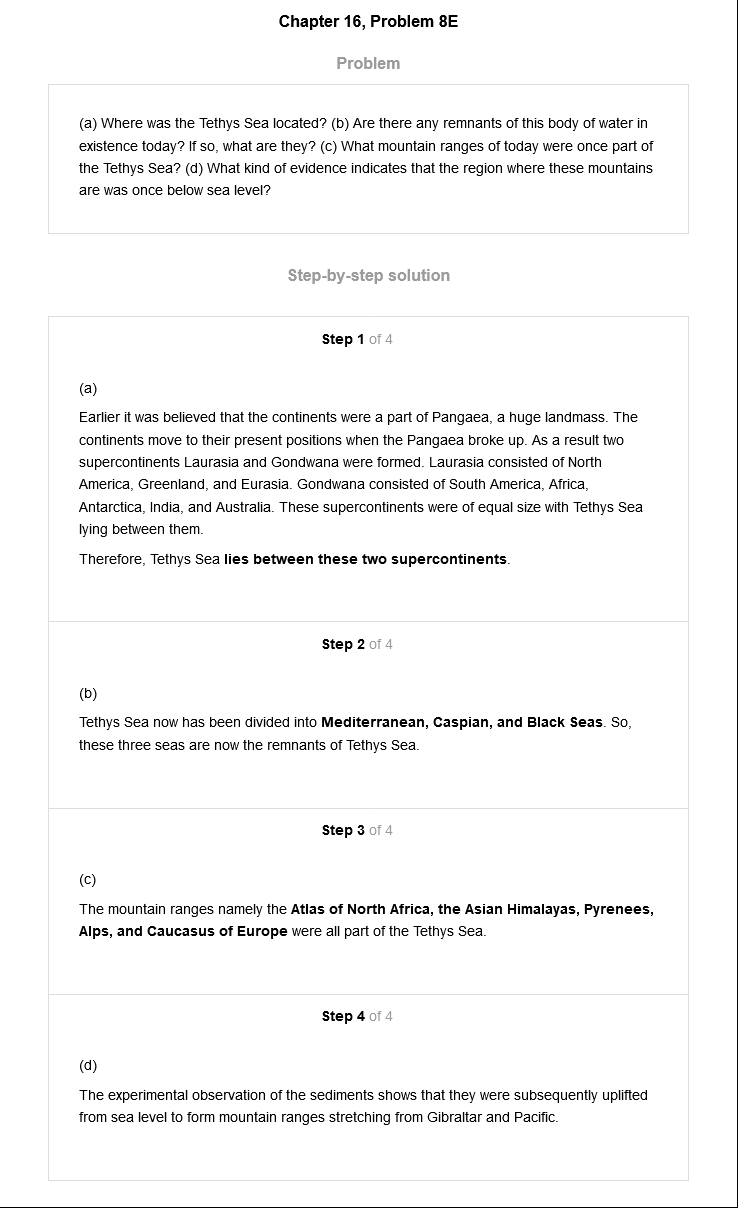 Chapter 16, Problem 8E
Problem
(a) Where was the Tethys Sea located? (b) Are there any remnants of this body of water in
existence today? If so, what are they? (c) What mountain ranges of today were once part of
the Tethys Sea? (d) What kind of evidence indicates that the region where these mountains
are was once below sea level?
Step-by-step solution
Step 1 of 4
(a)
Earlier it was believed that the continents were a part of Pangaea, a huge landmass. The
continents move to their present positions when the Pangaea broke up. As a result two
supercontinents Laurasia and Gondwana were formed. Laurasia consisted of North
America, Greenland, and Eurasia. Gondwana consisted of South America, Africa,
Antarctica, India, and Australia. These supercontinents were of equal size with Tethys Sea
lying between them.
Therefore, Tethys Sea lies between these two supercontinents.
Step 2 of 4
(b)
Tethys Sea now has been divided into Mediterranean, Caspian, and Black Seas. So,
these three seas are now the remnants of Tethys Sea.
Step 3 of 4
(c)
The mountain ranges namely the Atlas of North Africa, the Asian Himalayas, Pyrenees,
Alps, and Caucasus of Europe were all part of the Tethys Sea.
Step 4 of 4
(d)
The experimental observation of the sediments shows that they were subsequently uplifted
from sea level to form mountain ranges stretching from Gibraltar and Pacific.